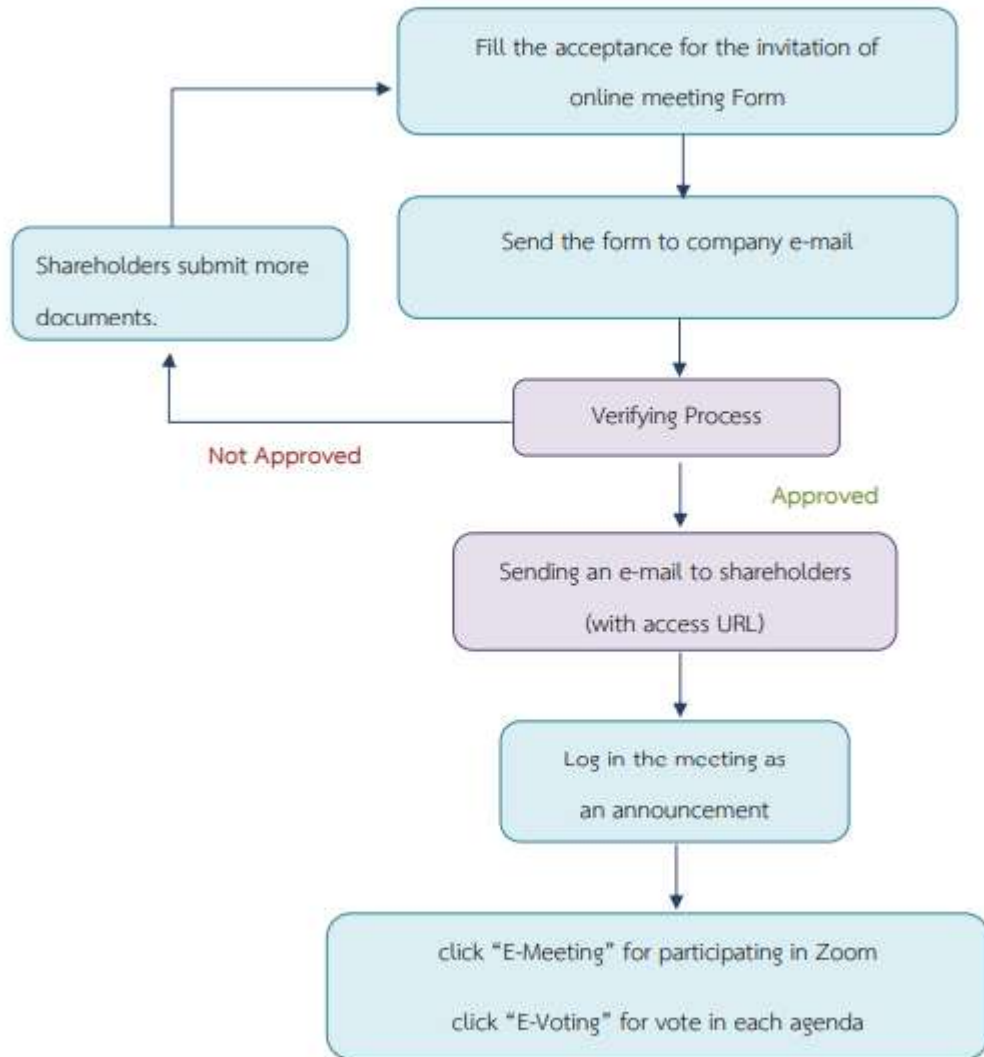 Fill the acceptance for the invitation of
online meeting Form
Send the form to company e-mail
Shareholders submit more
documents.
Verifying Process
Not Approved
Approved
Sending an e-mail to shareholders
(with access URL)
Log in the meeting as
an announcement
click “E-Meeting” for participating in Zoom
click “E-Voting” for vote in each agenda